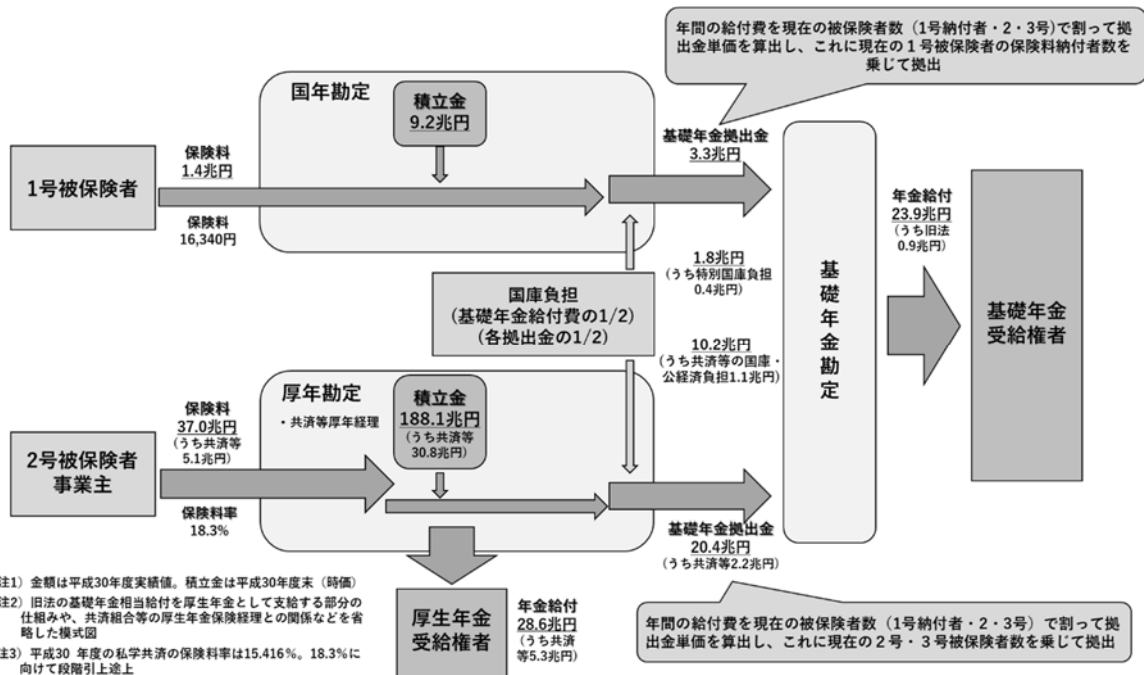 年間の給付費を現在の被保険者数（1号納付者・2・3号）で割って拠
出金単価を算出し、これに現在の１号被保険者の保険料納付者数を
乗じて拠出
国年勘定
積立金
9.2兆円
保険料
1.4兆円
1号被保険者
保険料
16,340円
基礎年金拠出金
3.3兆円
年金給付
23.9兆円
（うち旧法
0.9兆円）
基礎年金勘定
基礎年金
受給権者
国庫負担
（基礎年金給付費の1/2）
（各拠出金の1/2）
1.8兆円
（うち特別国庫負担
0.4兆円）
10.2兆円
（うち共済等の国庫・
公経済負担1.1兆円）
厚年勘定
・共済等厚年経理
積立金
188.1兆円
（うち共済等
30.8兆円）
保険料
37.0兆円
（うち共済等
5.1兆円）
2号被保険者
事業主
保険料率
18.3%
基礎年金拠出金
20.4兆円
（うち共済等2.2兆円）
厚生年金
受給権者
年金給付
28.6兆円
（うち共済
等5.3兆円）
年間の給付費を現在の被保険者数（1号納付者・2・3号）で割って拠
出金単価を算出し、これに現在の２号・３号被保険者数を乗じて拠出
注1）金額は平成30年度実績値。積立金は平成30年度末（時価）
注2）旧法の基礎年金相当給付を厚生年金として支給する部分の
仕組みや、共済組合等の厚生年金保険経理との関係などを省
略した模式図
注3）平成30 年度の私学共済の保険料率は15.416%。18.3%に
向けて段階引上途上